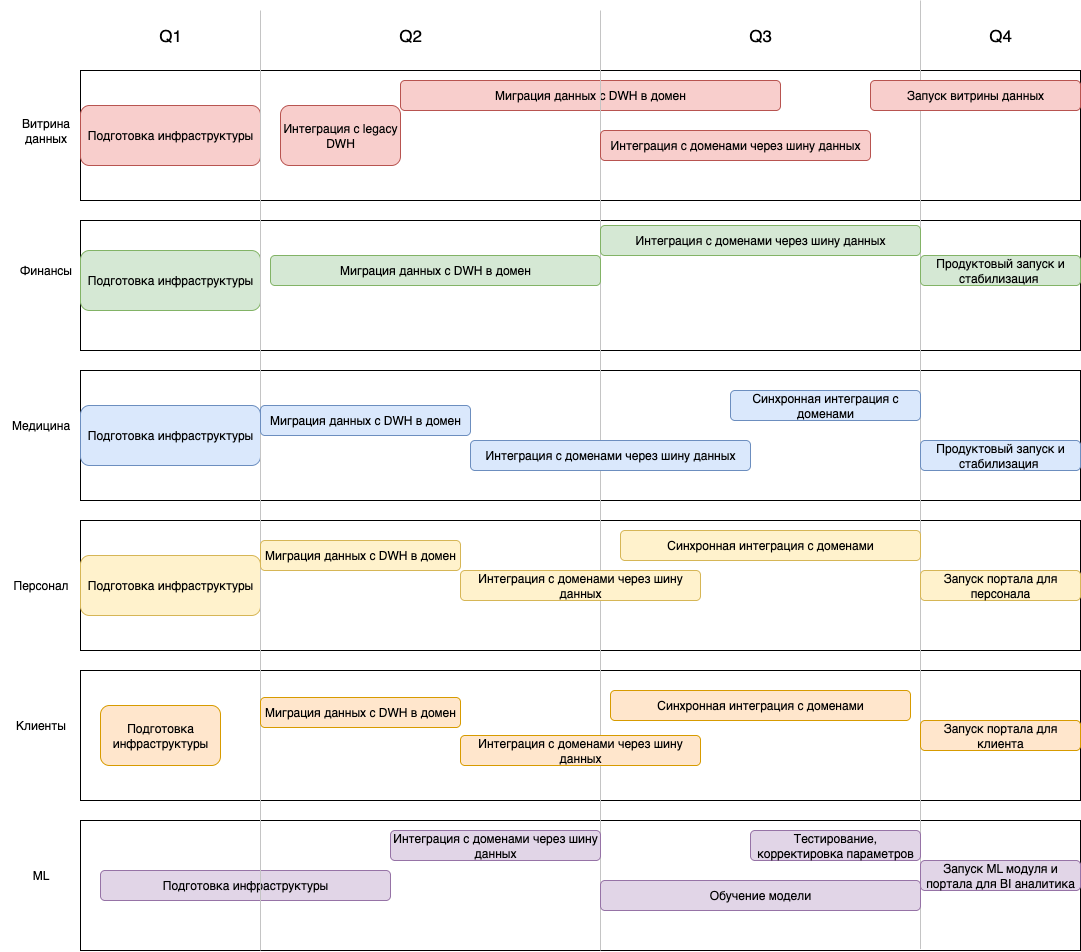 Q1
Q2
Q3
Q4
Витрина
данных
Подготовка инфраструктуры
Интеграция с legacy
DWH
Миграция данных с DWH в домен
Интеграция с доменами через шину данных
Запуск витрины данных
Финансы
Подготовка инфраструктуры
Миграция данных с DWH в домен
Интеграция с доменами через шину данных
Продуктовый запуск и
стабилизация
Медицина
Подготовка инфраструктуры
Миграция данных с DWH в домен
Интеграция с доменами через шину данных
Синхронная интеграция с
доменами
Продуктовый запуск и
стабилизация
Персонал
Подготовка инфраструктуры
Миграция данных с DWH в домен
Интеграция с доменами через шину
данных
Синхронная интеграция с доменами
Запуск портала для
персонала
Клиенты
Подготовка
инфраструктуры
Миграция данных с DWH в домен
Интеграция с доменами через шину
данных
Синхронная интеграция с доменами
Запуск портала для
клиента
ML
Подготовка инфраструктуры
Интеграция с доменами через шину
данных
Обучение модели
Тестирование,
корректировка параметров
Запуск ML модуля и
портала для BI аналитика